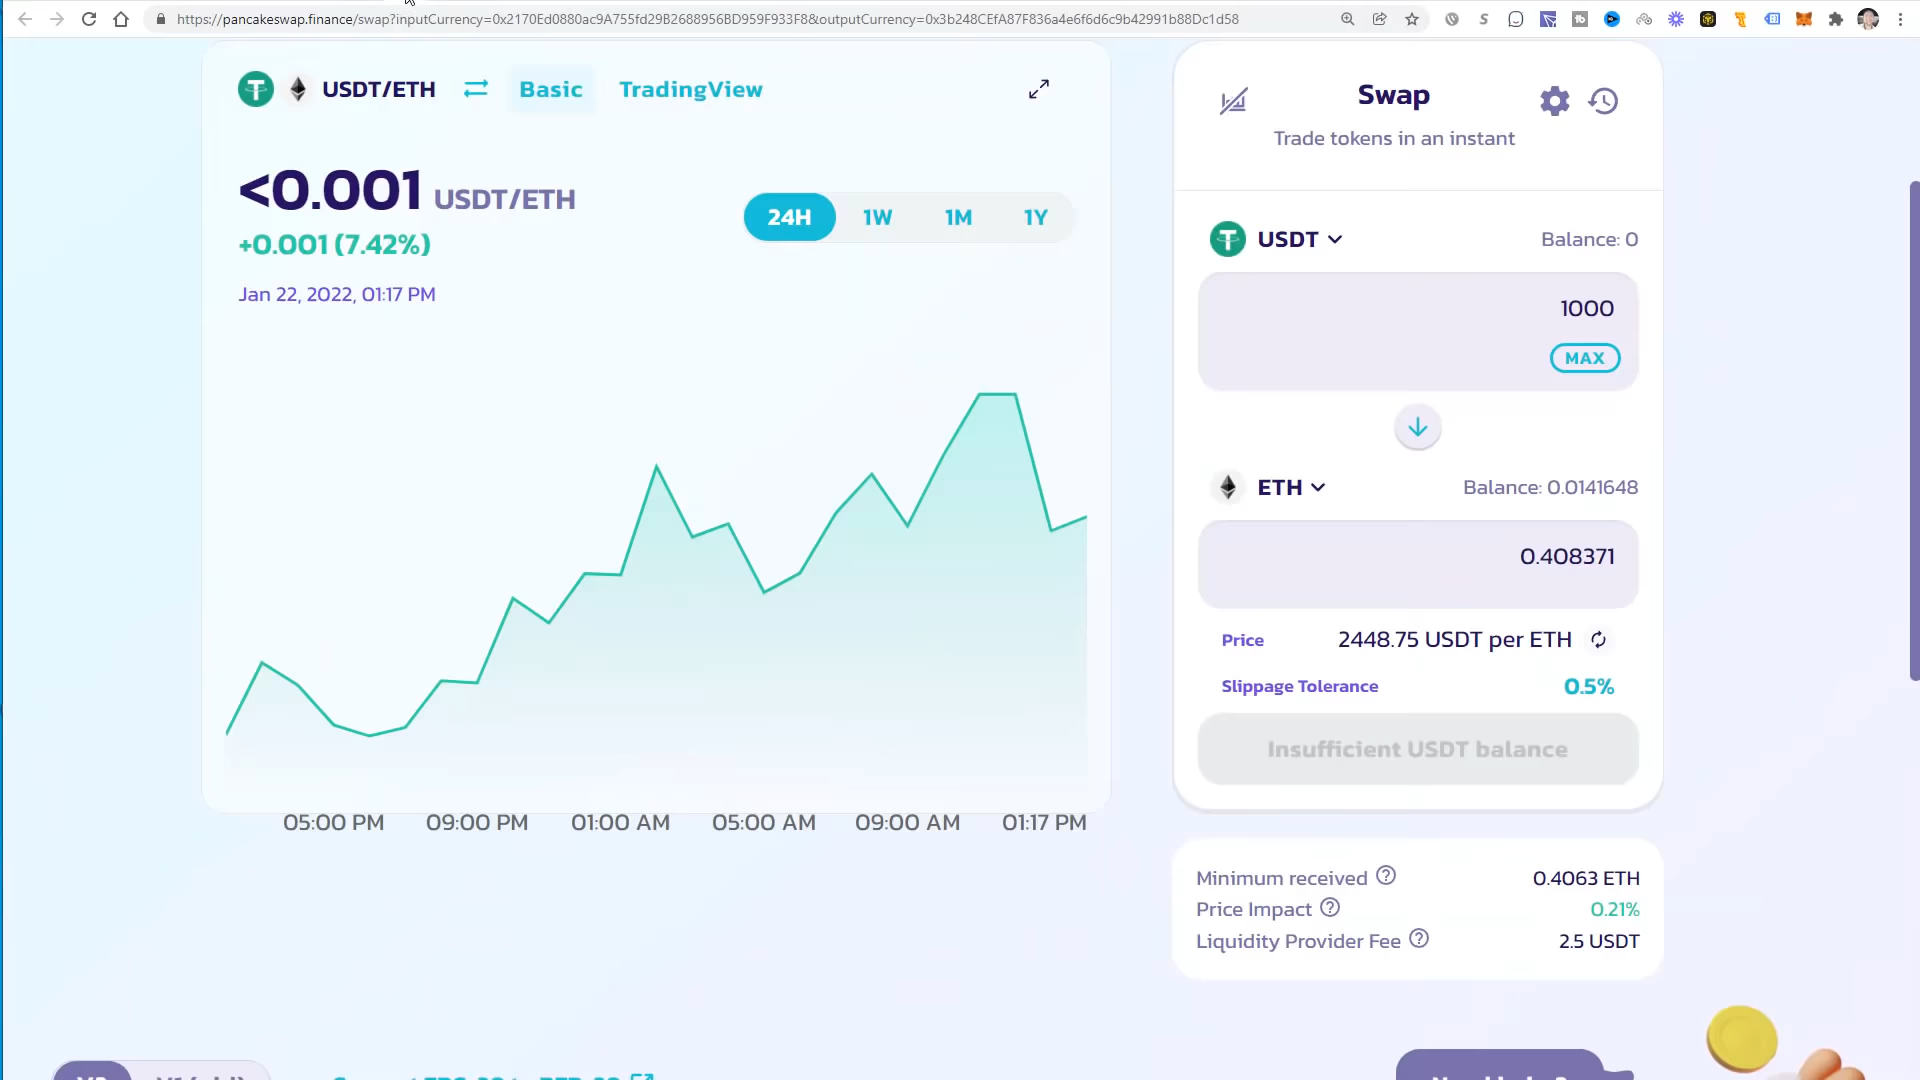 https://pancakeswap.finance/swap?inputCurrency=0x2170Ed0880ac9A755fd29B2688956BD959F933F8&outputCurrency=0x3b248CEfA87F836a4e6f6d6c9b42991b88Dc1d58
USDT/ETH
Basic
TradingView
<0.001 USDT/ETH
+0.001 (7.42%)
Jan 22, 2022, 01:17 PM
24H
1W
1M
1Y
05:00 PM
09:00 PM
01:00 AM
05:00 AM
09:00 AM
01:17 PM
Swap
Trade tokens in an instant
USDT
Balance: 0
1000
MAX
ETH
Balance: 0.0141648
0.408371
Price
2448.75 USDT per ETH
Slippage Tolerance
0.5%
Insufficient USDT balance
Minimum received
0.4063 ETH
Price Impact
0.21%
Liquidity Provider Fee
2.5 USDT